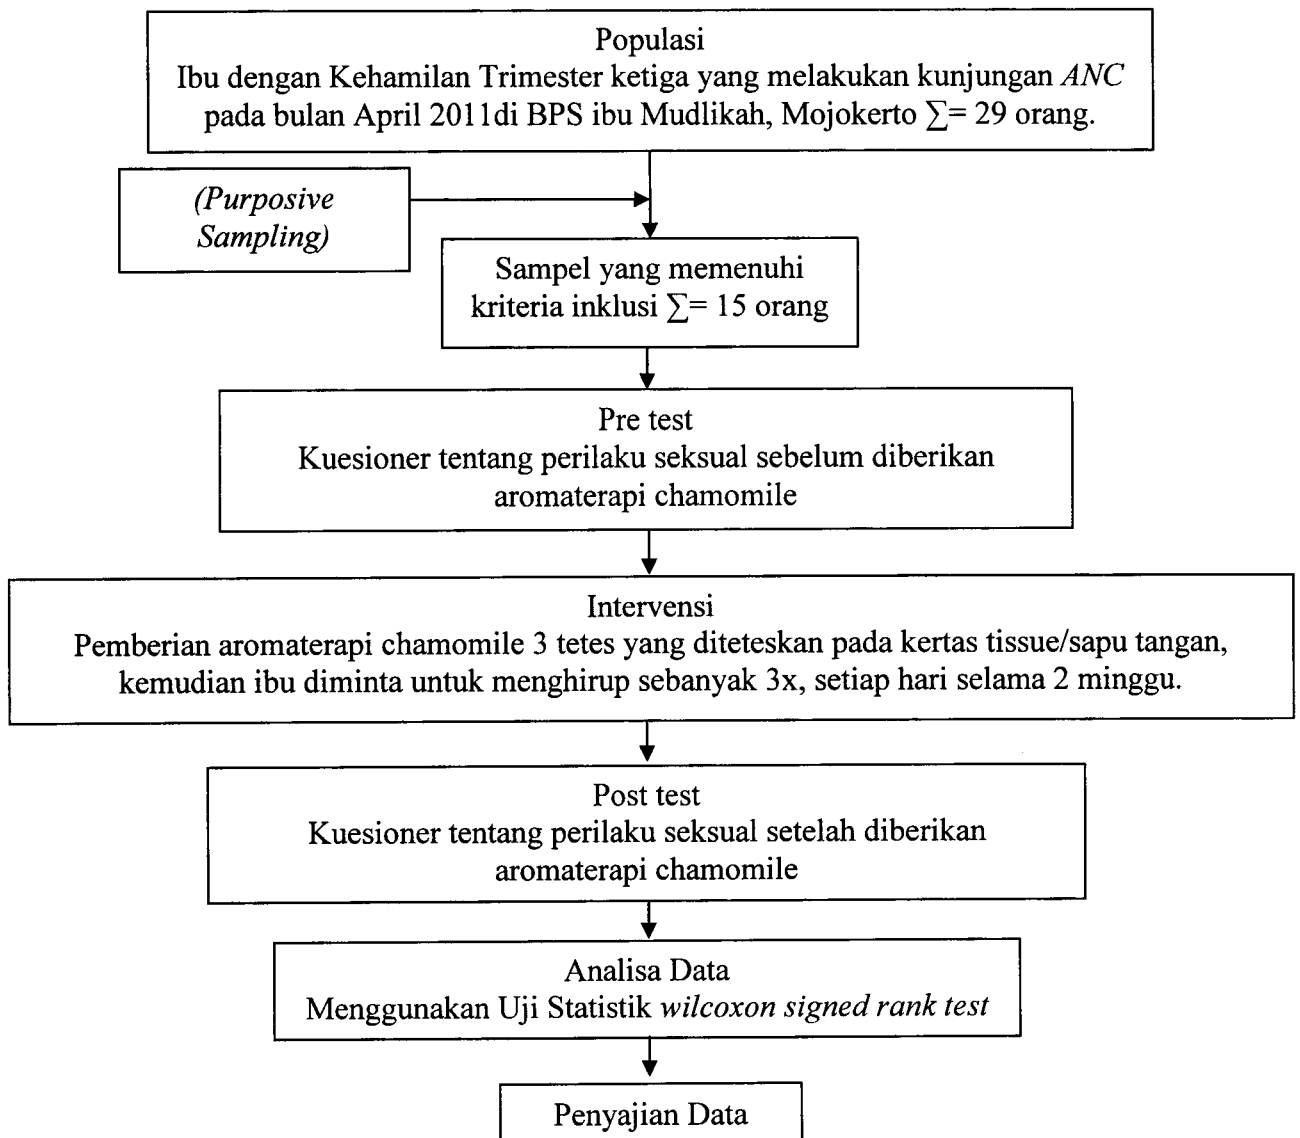 Populasi
Ibu dengan Kehamilan Trimester ketiga yang melakukan kunjungan ANC
pada bulan April 2011di BPS ibu Mudlikah, Mojokerto ∑= 29 orang.
(Purposive
Sampling)
Sampel yang memenuhi
kriteria inklusi ∑= 15 orang
Pre test
Kuesioner tentang perilaku seksual sebelum diberikan
aromaterapi chamomile
Intervensi
Pemberian aromaterapi chamomile 3 tetes yang diteteskan pada kertas tissue/sapu tangan,
kemudian ibu diminta untuk menghirup sebanyak 3x, setiap hari selama 2 minggu.
Post test
Kuesioner tentang perilaku seksual setelah diberikan
aromaterapi chamomile
Analisa Data
Menggunakan Uji Statistik wilcoxon signed rank test
Penyajian Data